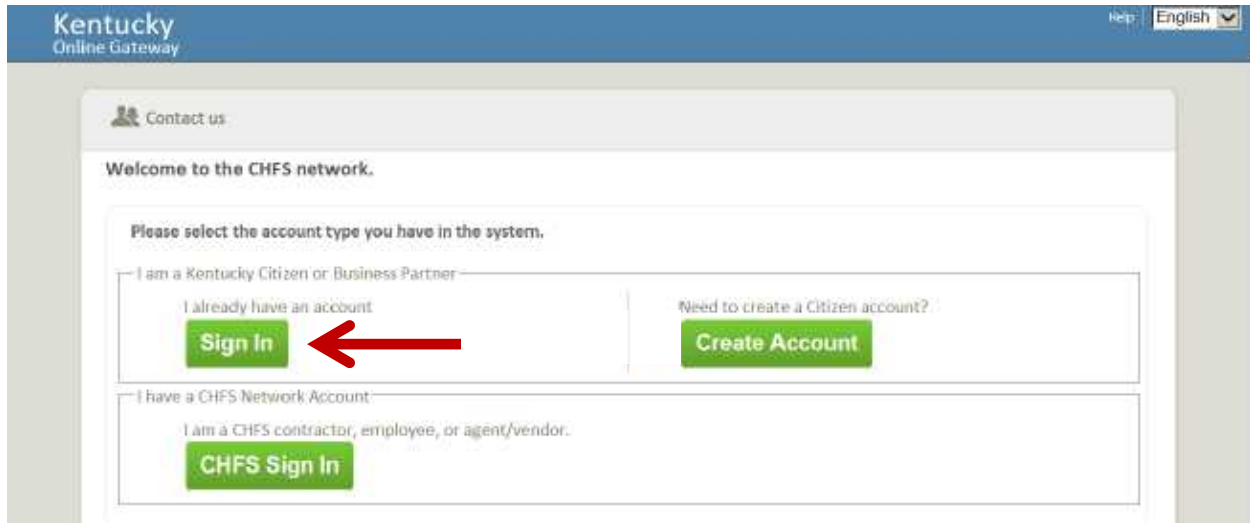 Kentucky
Online Gateway
Help English
Contact us
Welcome to the CHFS network.
Please select the account type you have in the system.
I am a Kentucky Citizen or Business Partner
I already have an account
Need to create a Citizen account?
Sign In
Create Account
I have a CHFS Network Account
I am a CHFS contractor, employee, or agent/vendor.
CHFS Sign In